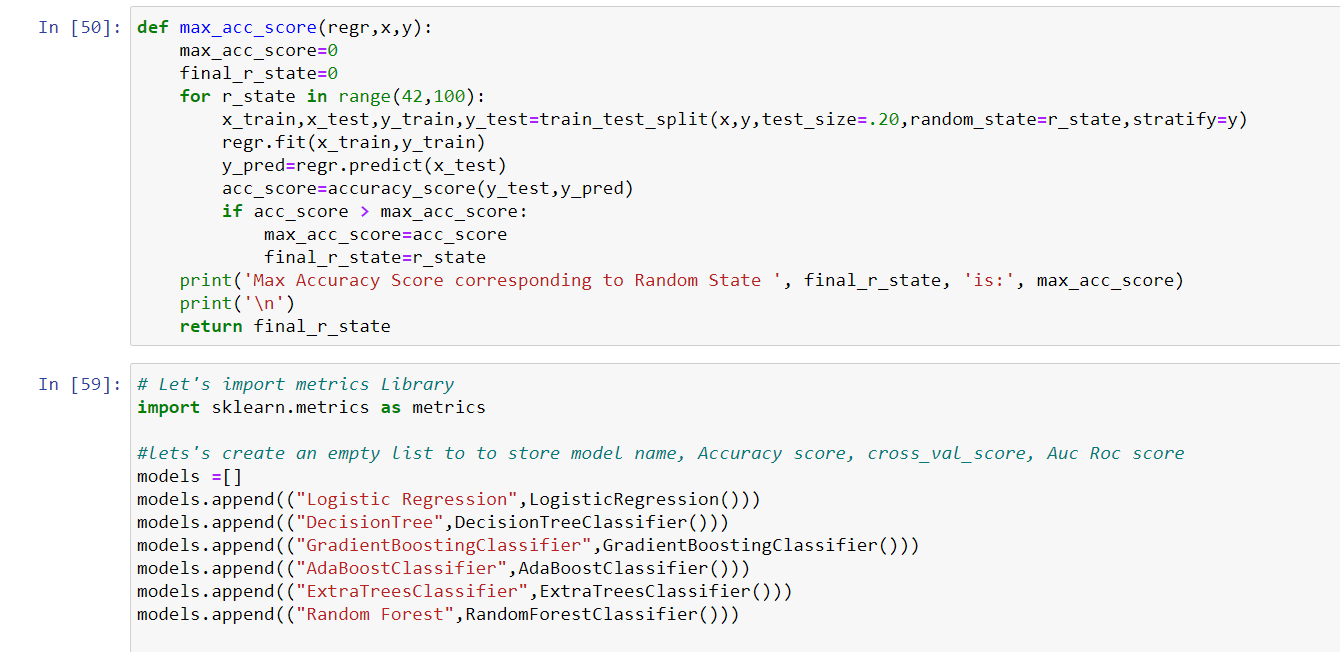 In [50]: def max_acc_score(regr,x,y):
    max_acc_score=0
    final_r_state=0
    for r_state in range(42,100):
        x_train,x_test,y_train,y_test=train_test_split(x,y,test_size=.20,random_state=r_state,stratify=y)
        regr.fit(x_train,y_train)
        y_pred=regr.predict(x_test)
        acc_score=accuracy_score(y_test,y_pred)
        if acc_score > max_acc_score:
            max_acc_score=acc_score
            final_r_state=r_state
    print('Max Accuracy Score corresponding to Random State ', final_r_state, 'is:', max_acc_score)
    print('\n')
    return final_r_state
In [59]: # Let's import metrics Library
import sklearn.metrics as metrics
#lets's create an empty list to to store model name, Accuracy score, cross_val_score, Auc Roc score
models =[]
models.append(("Logistic Regression",LogisticRegression()))
models.append(("DecisionTree",DecisionTreeClassifier()))
models.append(("GradientBoostingClassifier",GradientBoostingClassifier()))
models.append(("AdaBoostClassifier",AdaBoostClassifier()))
models.append(("ExtraTreesClassifier",ExtraTreesClassifier()))
models.append(("Random Forest",RandomForestClassifier()))